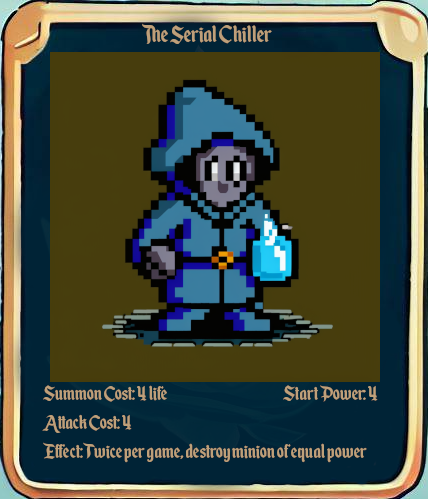 The Serial Chiller
Summon Cost: 4 life
Start Power: 4
Attack Cost: 4
Effect: Twice per game, destroy minion of equal power